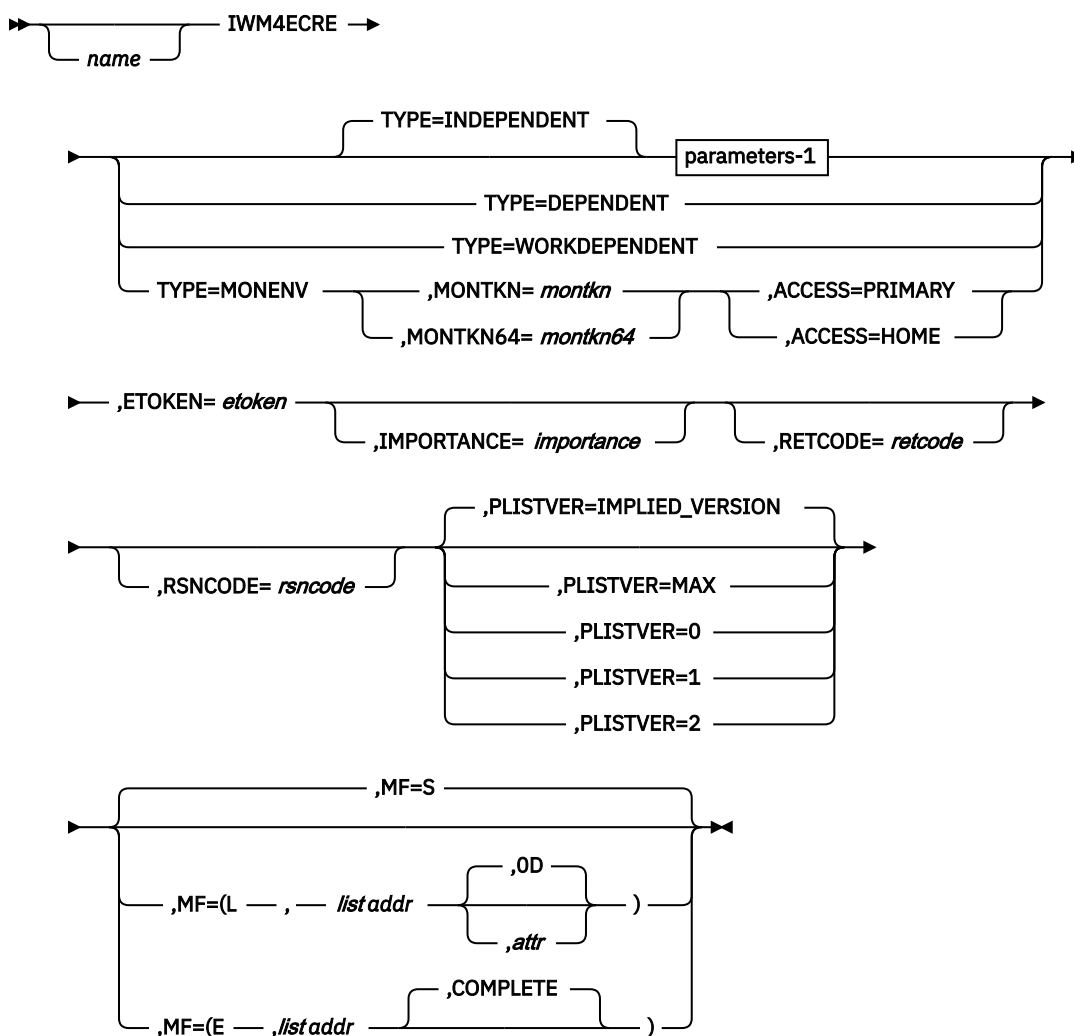 IWM4ECRE
name
TYPE=INDEPENDENT
parameters-1
TYPE=DEPENDENT
TYPE=WORKDEPENDENT
TYPE=MONENV ,MONTKN= montkn ,ACCESS=PRIMARY
,MONTKN64= montkn64 ,ACCESS=HOME
,ETOKEN= etoken
,IMPORTANCE= importance ,RETCODE= retcode
,PLISTVER=IMPLIED_VERSION
,RSNCODE= rsncode ,PLISTVER=MAX
,PLISTVER=0
,PLISTVER=1
,PLISTVER=2
,MF=S
,0D
,MF=(L , list addr )
,attr
,COMPLETE
,MF=(E ,list addr )